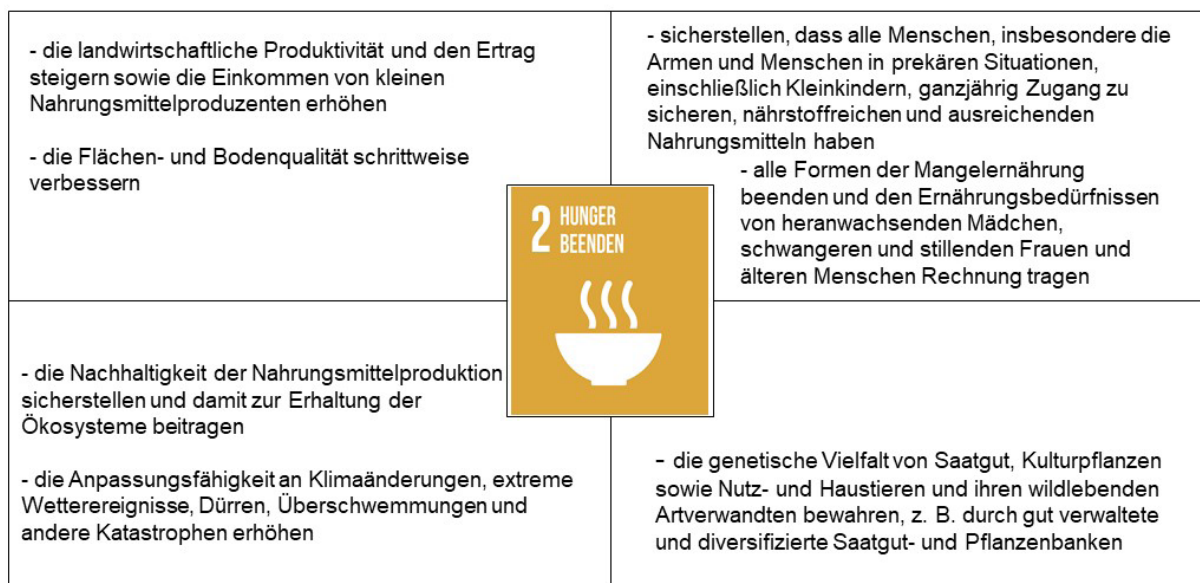 - die landwirtschaftliche Produktivität und den Ertrag
steigern sowie die Einkommen von kleinen
Nahrungsmittelproduzenten erhöhen
- die Flächen- und Bodenqualität schrittweise
verbessern
- sicherstellen, dass alle Menschen, insbesondere die
Armen und Menschen in prekären Situationen,
einschließlich Kleinkindern, ganzjährig Zugang zu
sicheren, nährstoffreichen und ausreichenden
Nahrungsmitteln haben
- alle Formen der Mangelernährung
beenden und den Ernährungsbedürfnissen
von heranwachsenden Mädchen,
schwangeren und stillenden Frauen und
älteren Menschen Rechnung tragen
2 HUNGER
BEENDEN
- die Nachhaltigkeit der Nahrungsmittelproduktion
sicherstellen und damit zur Erhaltung der
Ökosysteme beitragen
- die Anpassungsfähigkeit an Klimaänderungen, extreme
Wetterereignisse, Dürren, Überschwemmungen und
andere Katastrophen erhöhen
- die genetische Vielfalt von Saatgut, Kulturpflanzen
sowie Nutz- und Haustieren und ihren wildlebenden
Artverwandten bewahren, z. B. durch gut verwaltete
und diversifizierte Saatgut- und Pflanzenbanken